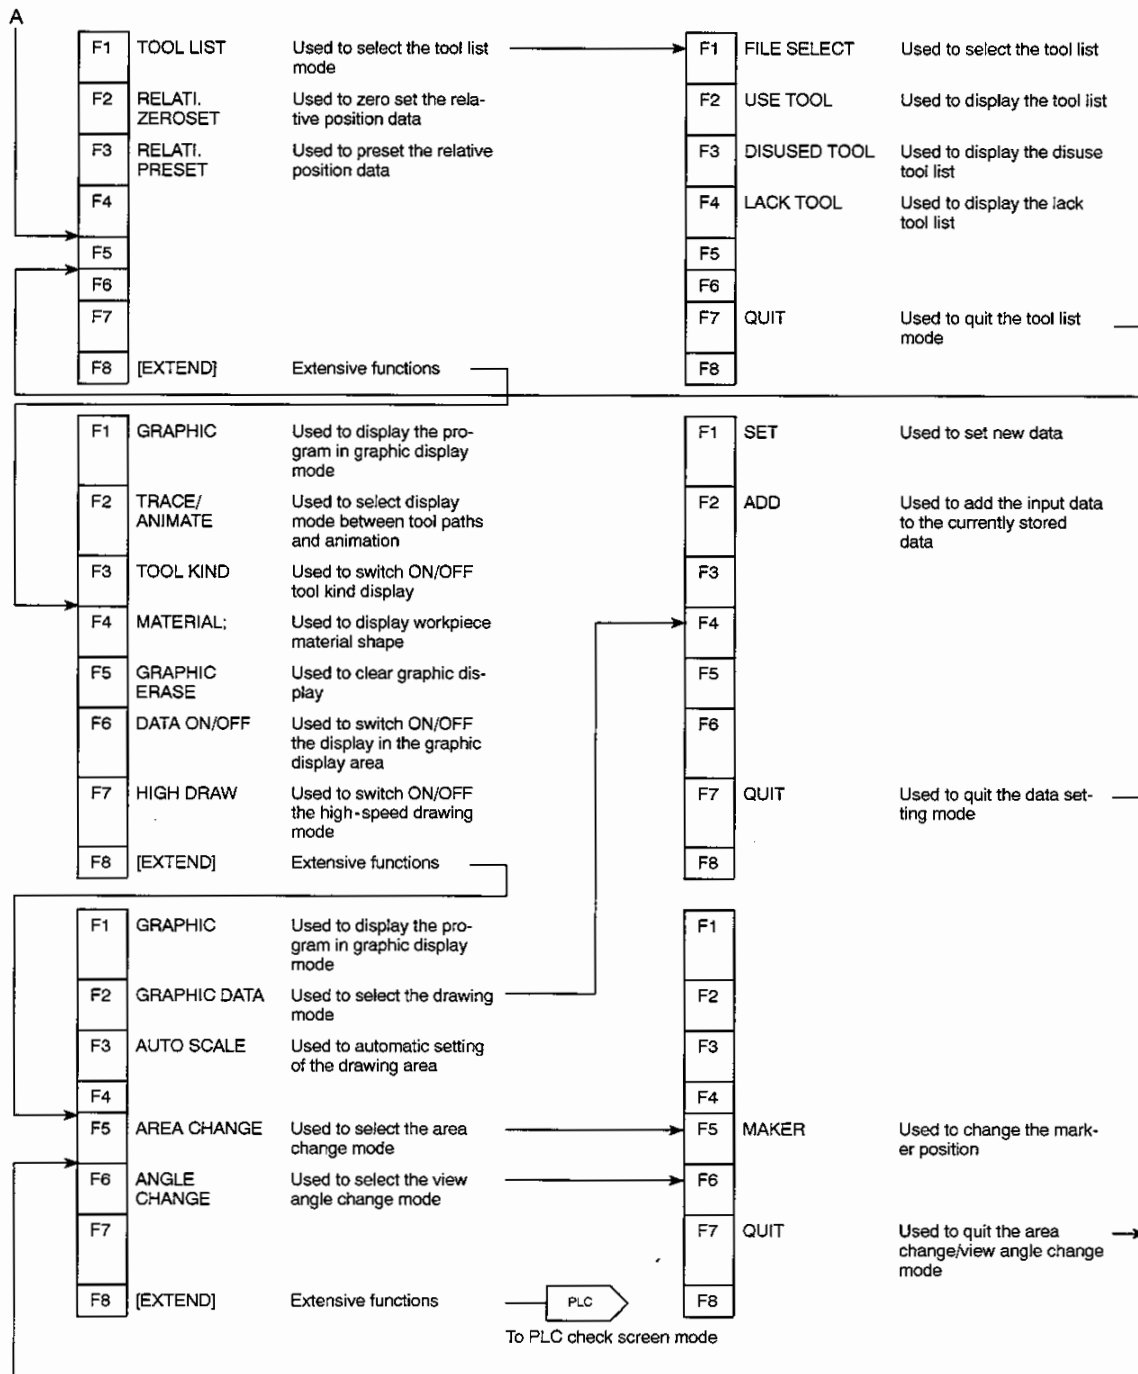 A
F1 TOOL LIST Used to select the tool list
mode
F2 RELATI. Used to zero set the rela-
ZEROSET tive position data
F3 RELATI. Used to preset the relative
PRESET position data
F4
F5
F6
F7
F8 [EXTEND] Extensive functions
F1 FILE SELECT Used to select the tool list
F2 USE TOOL Used to display the tool list
F3 DISUSED TOOL Used to display the disuse
tool list
F4 LACK TOOL Used to display the lack
tool list
F5
F6
F7 QUIT Used to quit the tool list
mode
F8
F1 GRAPHIC Used to display the pro-
gram in graphic display
mode
F2 TRACE/ Used to select display
ANIMATE mode between tool paths
and animation
F3 TOOL KIND Used to switch ON/OFF
tool kind display
F4 MATERIAL; Used to display workpiece
material shape
F5 GRAPHIC Used to clear graphic dis-
ERASE play
F6 DATA ON/OFF Used to switch ON/OFF
the display in the graphic
display area
F7 HIGH DRAW Used to switch ON/OFF
the high-speed drawing
mode
F8 [EXTEND] Extensive functions
F1 SET Used to set new data
F2 ADD Used to add the input data
to the currently stored
data
F3
F4
F5
F6
F7 QUIT Used to quit the data set-
ting mode
F8
F1 GRAPHIC Used to display the pro-
gram in graphic display
mode
F2 GRAPHIC DATA Used to select the drawing
mode
F3 AUTO SCALE Used to automatic setting
of the drawing area
F4
F5 AREA CHANGE Used to select the area
change mode
F6 ANGLE Used to select the view
CHANGE angle change mode
F7
F8 [EXTEND] Extensive functions
PLC
To PLC check screen mode
F1
F2
F3
F4
F5 MAKER Used to change the mark-
er position
F6
F7 QUIT Used to quit the area
change/view angle change
mode
F8